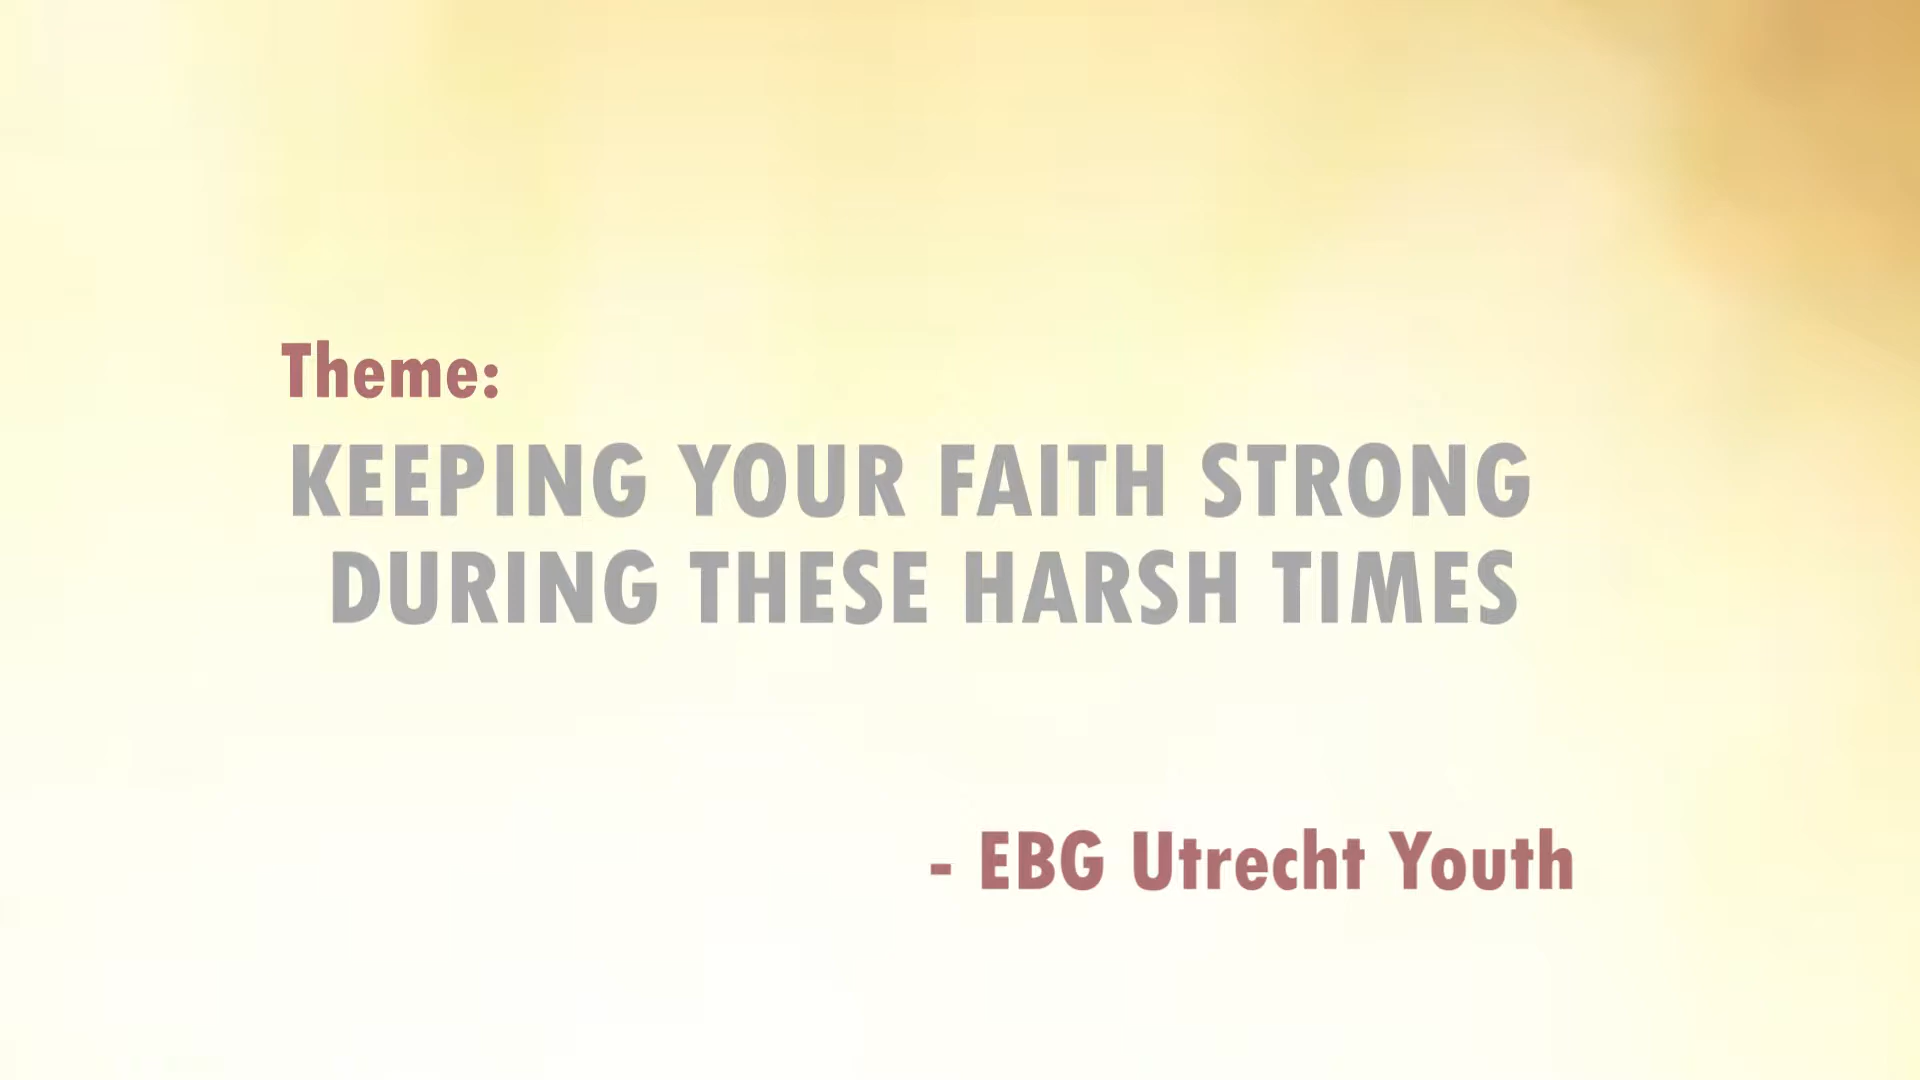 Theme:
KEEPING YOUR FAITH STRONG
DURING THESE HARSH TIMES
- EBG Utrecht Youth